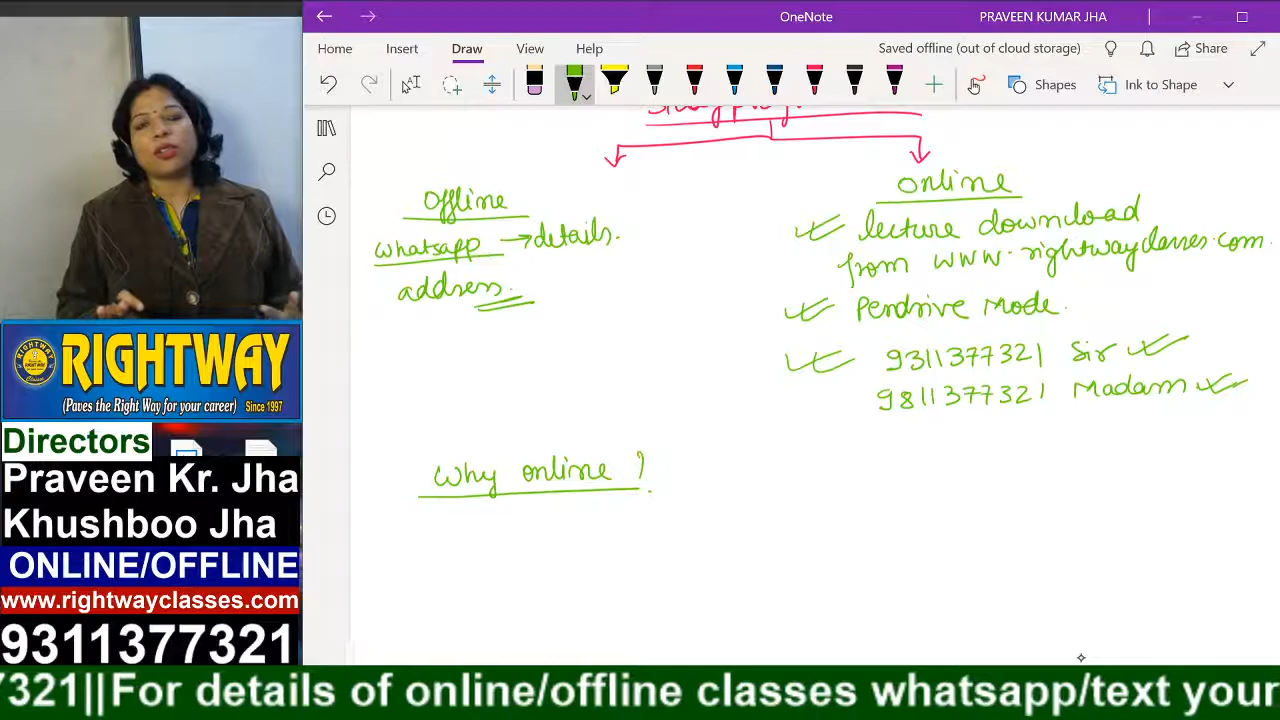 OneNote
PRAVEEN KUMAR JHA
Home
Insert
Draw
View
Help
Saved offline (out of cloud storage)
Share
Shapes
Ink to Shape
Offline
whatsapp → details.
address.
online
lecture download
from www.rightwayclasses.com
Pendrive Mode.
9311377321 Sir
9811377321 Madam
Why online ?
RIGHTWAY
(Paves the Right Way for your career) Since 1997
Directors
Praveen Kr. Jha
Khushboo Jha
ONLINE/OFFLINE
www.rightwayclasses.com
9311377321
7321||For details of online/offline classes whatsapp/text your